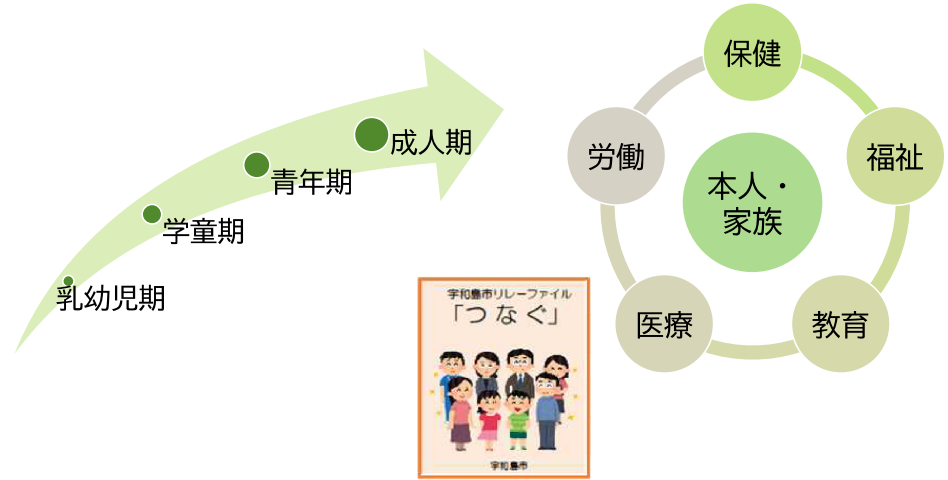 乳幼児期
学童期
青年期
成人期
保健
福祉
教育
医療
労働
本人・
家族
宇和島市リレーファイル
「つなぐ」
宇和島市